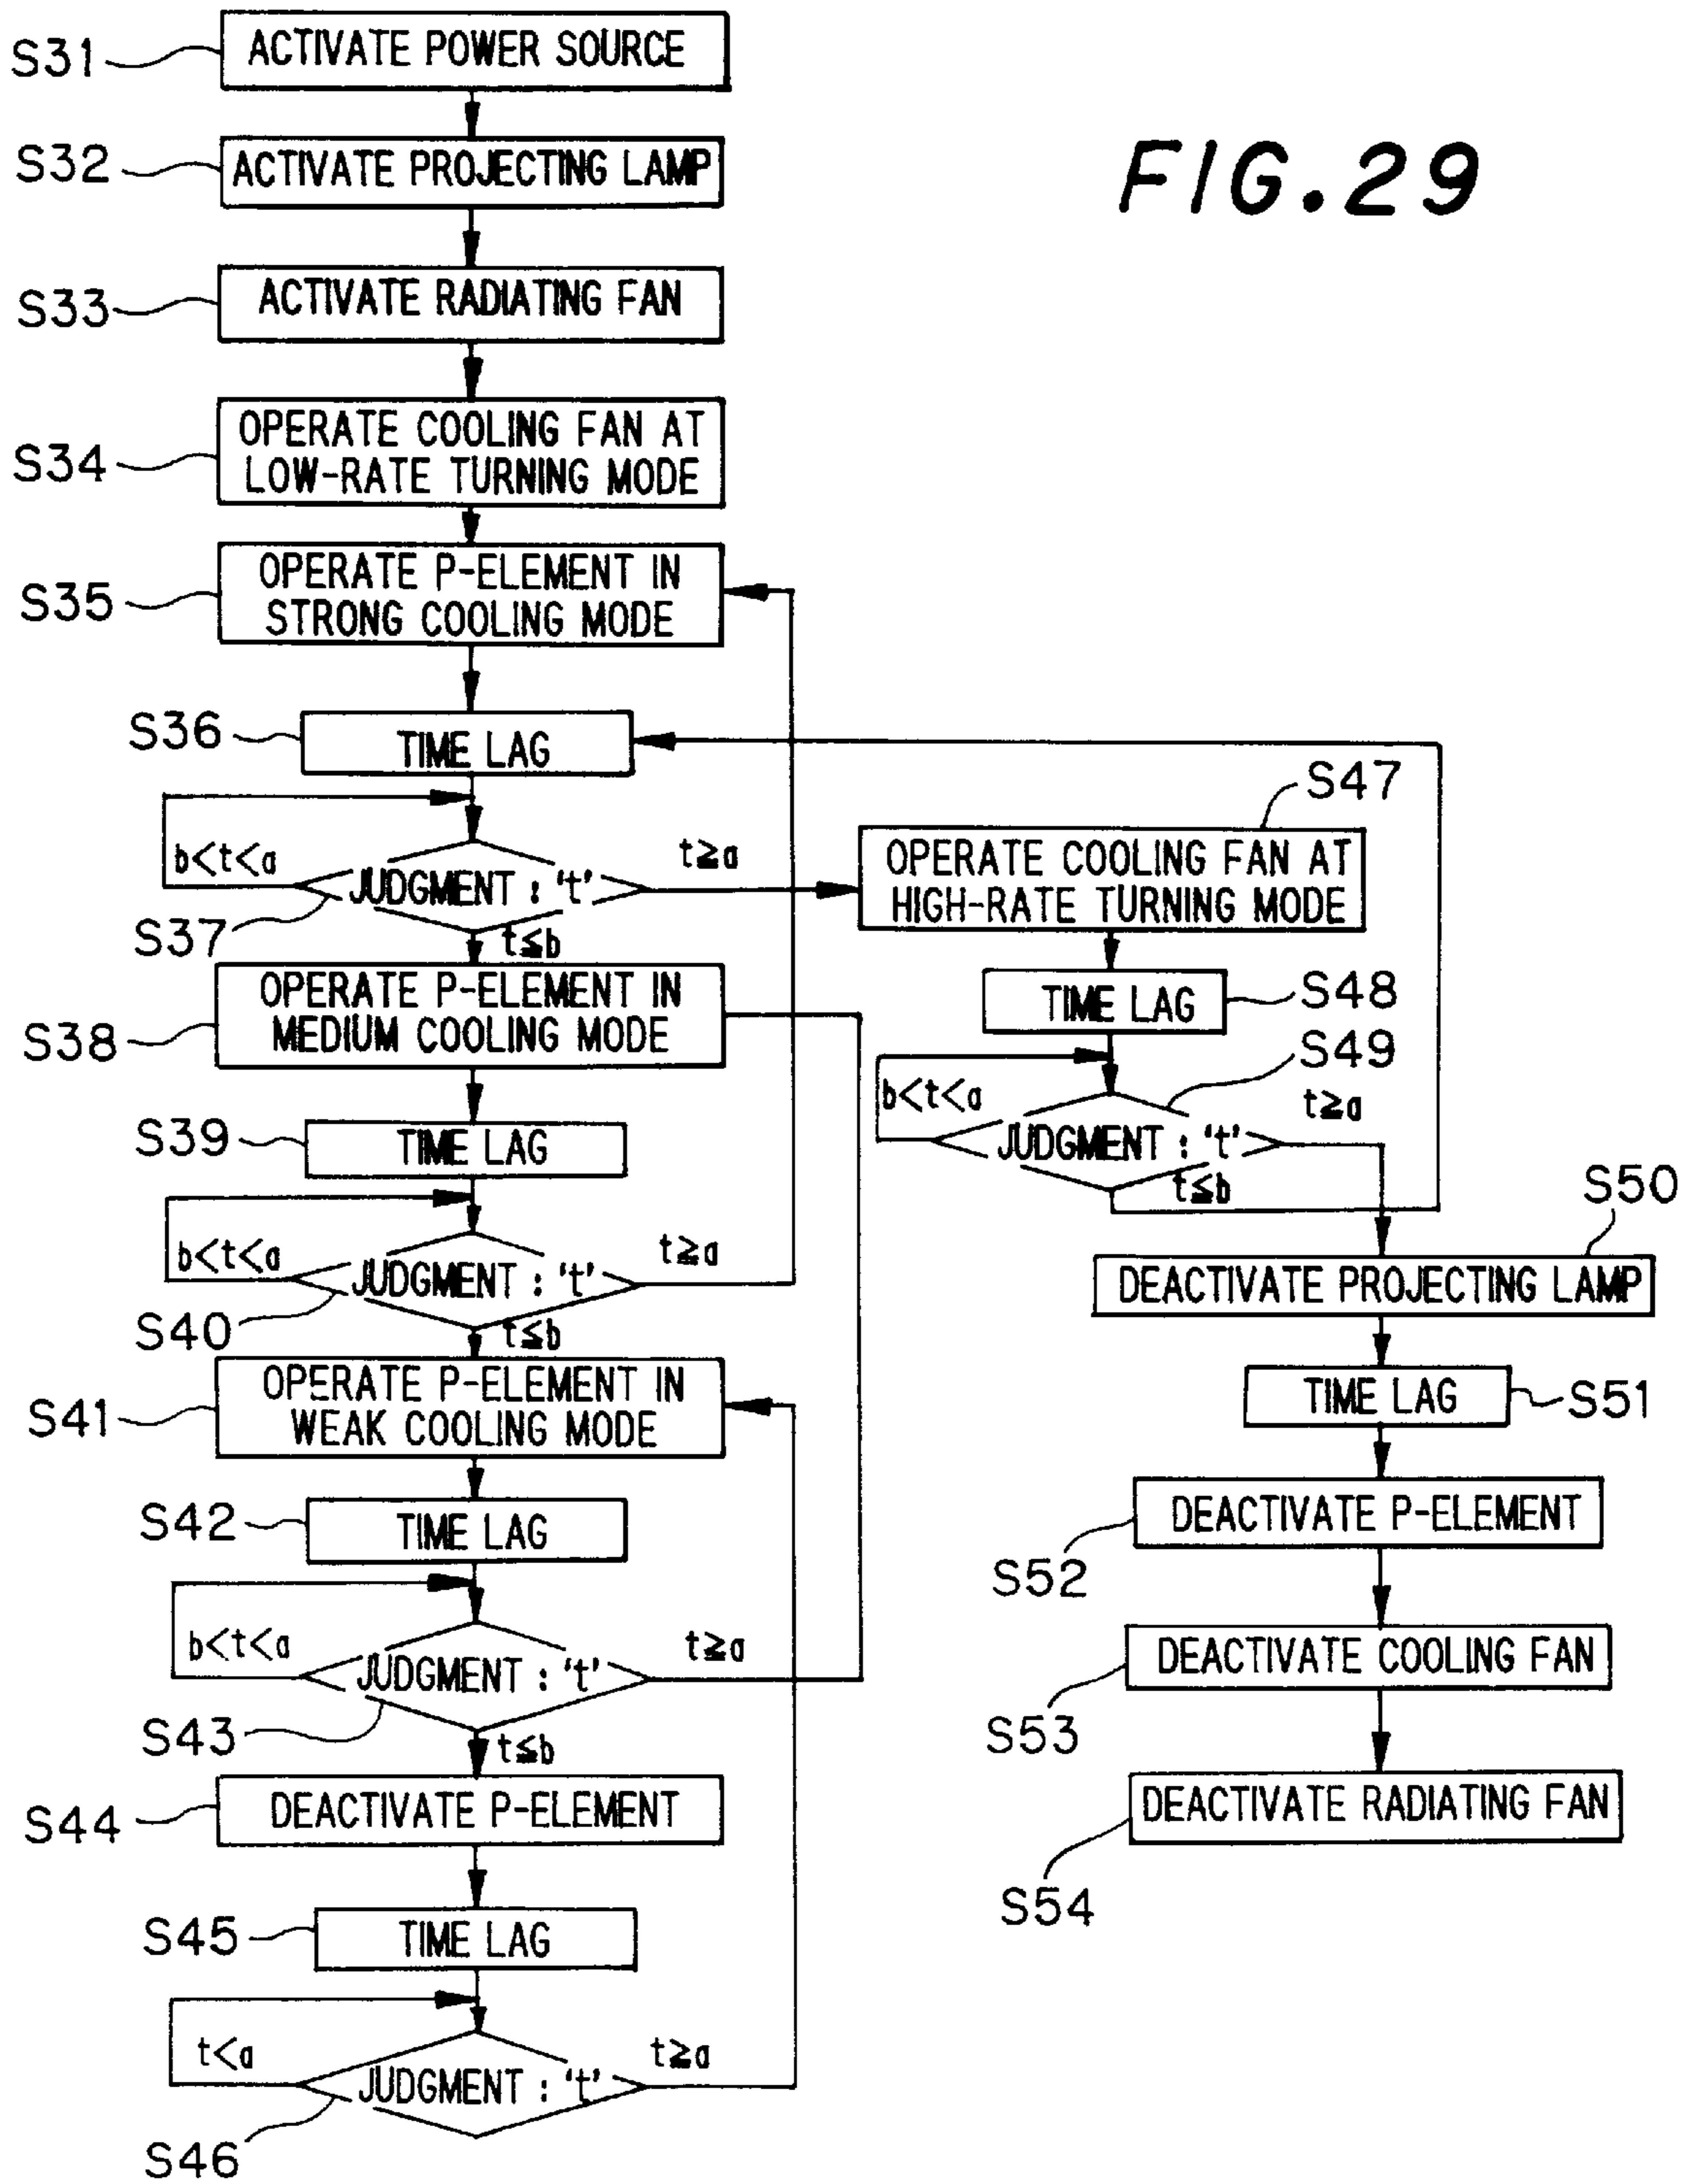 FIG.29
S31
ACTIVATE POWER SOURCE
S32
ACTIVATE PROJECTING LAMP
S33
ACTIVATE RADIATING FAN
S34
OPERATE COOLING FAN AT
LOW-RATE TURNING MODE
S35
OPERATE P-ELEMENT IN
STRONG COOLING MODE
S36
TIME LAG
b<t<a
JUDGMENT : 't'
t≧a
S37
t≦b
OPERATE P-ELEMENT IN
MEDIUM COOLING MODE
S38
S39
TIME LAG
b<t<a
JUDGMENT : 't'
t≧a
S40
t≦b
OPERATE P-ELEMENT IN
WEAK COOLING MODE
S41
S42
TIME LAG
b<t<a
JUDGMENT : 't'
t≧a
S43
t≦b
S44
DEACTIVATE P-ELEMENT
S45
TIME LAG
t<a
JUDGMENT : 't'
t≧a
S46
S47
OPERATE COOLING FAN AT
HIGH-RATE TURNING MODE
TIME LAG
S48
S49
b<t<a
JUDGMENT : 't'
t≧a
t≦b
S50
DEACTIVATE PROJECTING LAMP
TIME LAG
S51
DEACTIVATE P-ELEMENT
S52
DEACTIVATE COOLING FAN
S53
DEACTIVATE RADIATING FAN
S54